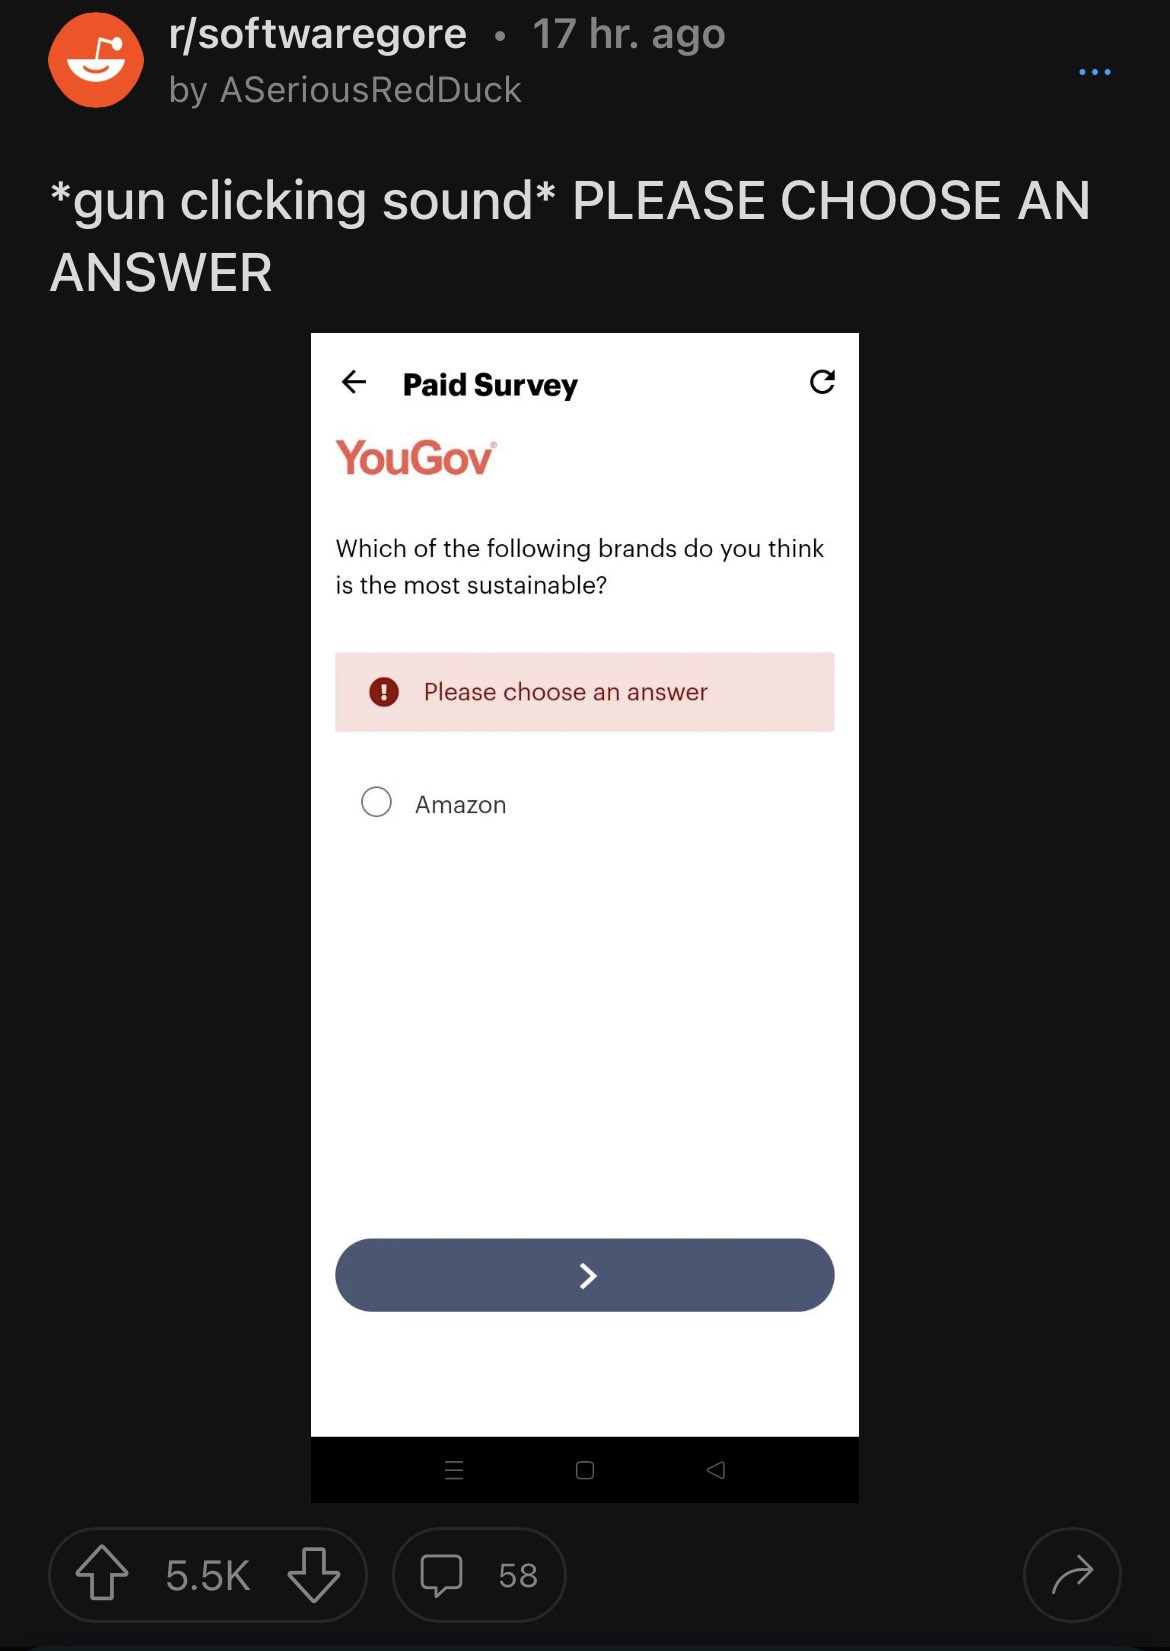 r/softwaregore • 17 hr. ago
by ASeriousRedDuck
*gun clicking sound* PLEASE CHOOSE AN
ANSWER
Paid Survey
YouGov®
Which of the following brands do you think
is the most sustainable?
Please choose an answer
Amazon
5.5K
58